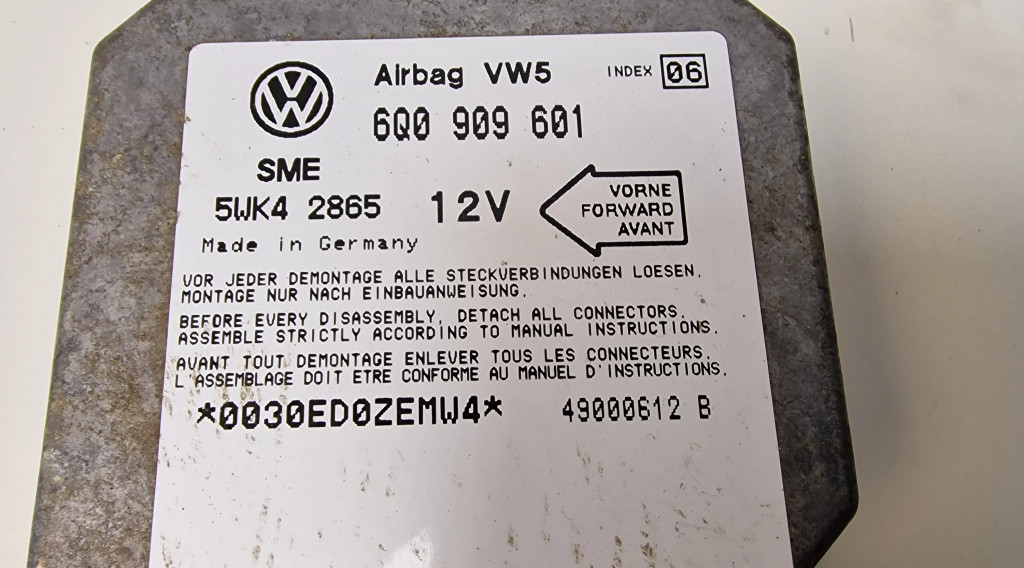 Airbag VW5 INDEX 06
6Q0 909 601
SME
5WK4 2865 12V
VORNE
FORWARD
AVANT
Made in Germany
VOR JEDER DEMONTAGE ALLE STECKVERBINDUNGEN LOESEN.
MONTAGE NUR NACH EINBAUANWEISUNG.
BEFORE EVERY DISASSEMBLY, DETACH ALL CONNECTORS.
ASSEMBLE STRICTLY ACCORDING TO MANUAL INSTRUCTIONS.
AVANT TOUT DEMONTAGE ENLEVER TOUS LES CONNECTEURS.
L'ASSEMBLAGE DOIT ETRE CONFORME AU MANUEL D'INSTRUCTIONS.
*0030ED0ZEMW4* 49000612 B